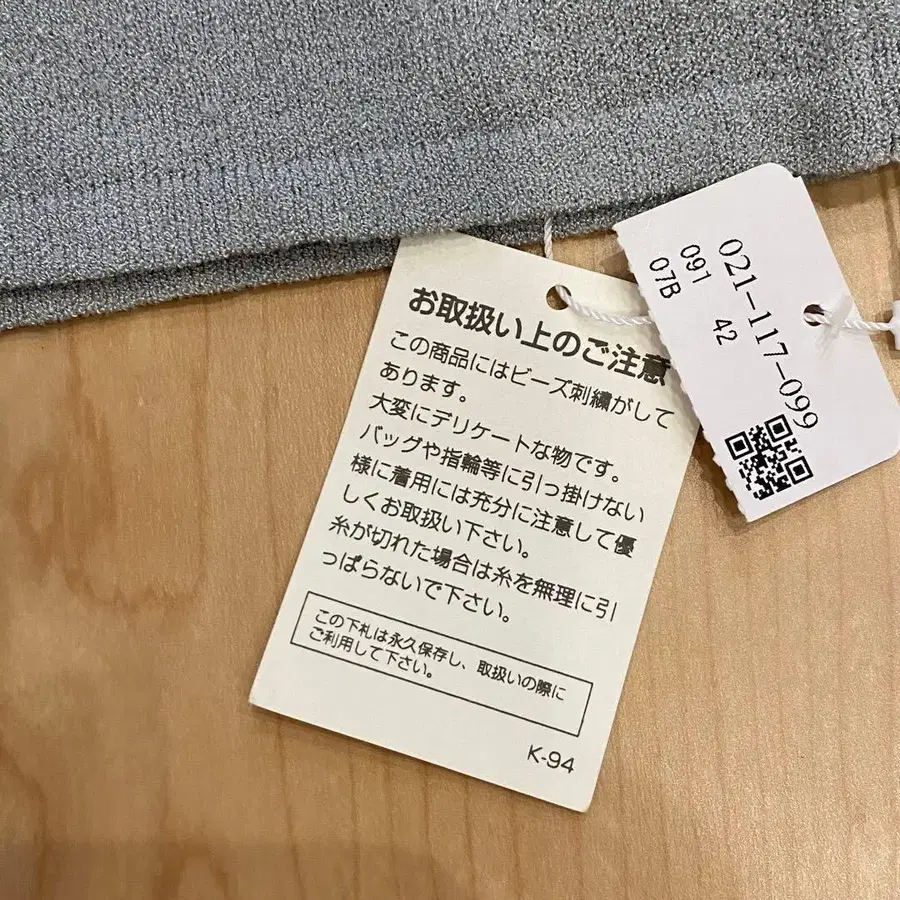 お取扱い上のご注意
この商品にはビーズ刺繍がして
あります。
大変にデリケートな物です。
バッグや指輪等に引っ掛けない
様に着用には充分に注意して優
しくお取扱い下さい。
糸が切れた場合は糸を無理に引
っぱらないで下さい。
この下札は永久保存し、取扱いの際に
ご利用して下さい。
K-94
021-117-099
091 42
07B